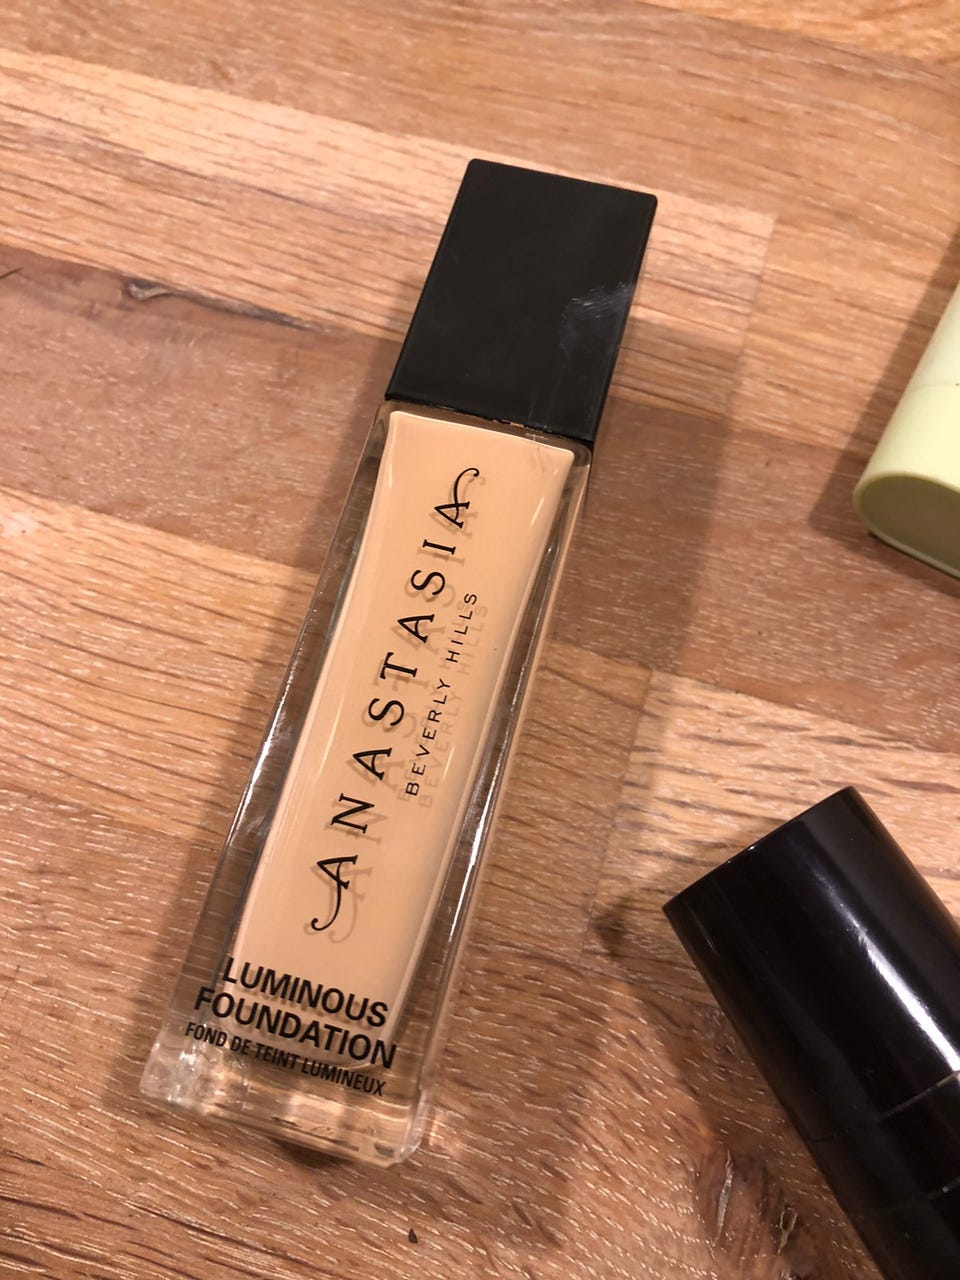 ANASTASIA
BEVERLY HILLS
LUMINOUS
FOUNDATION
FOND DE TEINT LUMINEUX